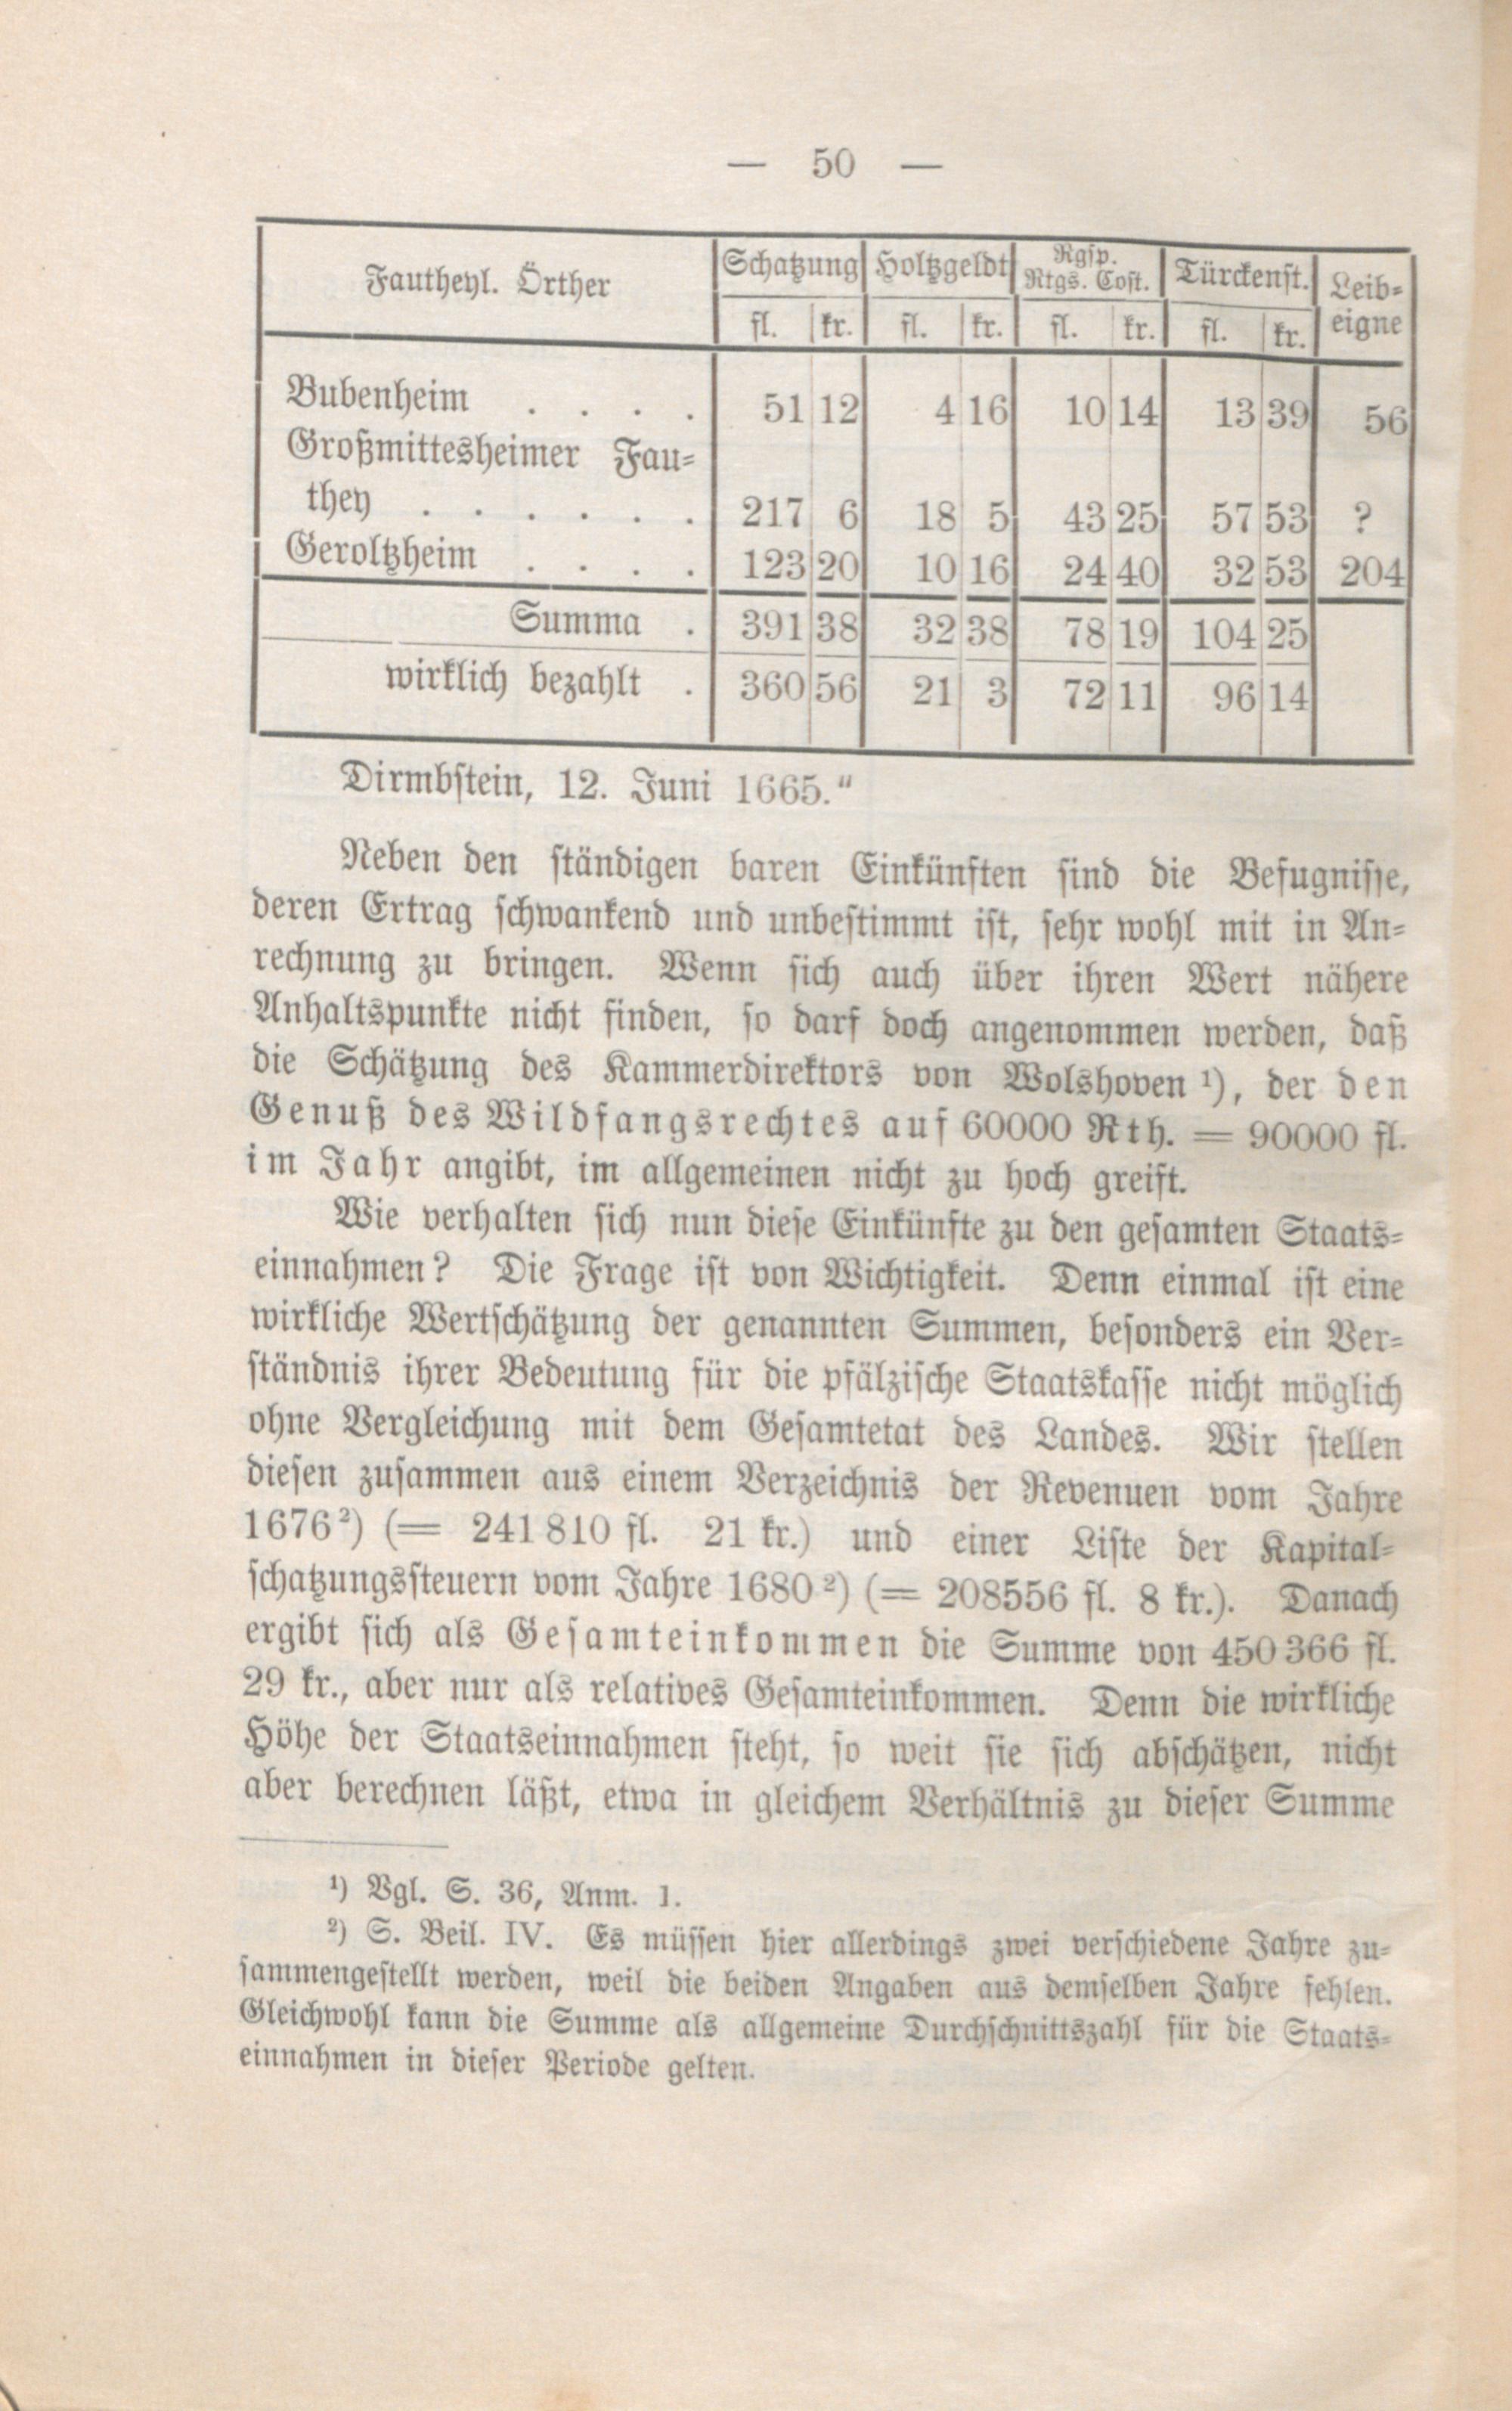 — 50 —
Fautheyl. Örther Schatzung Holtzgeldt Rgsp. Rtgs. Cost. Türckenst. Leib-eigne
fl. kr. fl. kr. fl. kr. fl. kr.
Bubenheim . . . . 51 12 4 16 10 14 13 39 56
Großmittesheimer Fau-
they . . . . . . 217 6 18 5 43 25 57 53 ?
Geroltzheim . . . . 123 20 10 16 24 40 32 53 204
Summa . 391 38 32 38 78 19 104 25
wirklich bezahlt . 360 56 21 3 72 11 96 14
Dirmbstein, 12. Juni 1665.“
Neben den ständigen baren Einkünften sind die Befugnisse,
deren Ertrag schwankend und unbestimmt ist, sehr wohl mit in An-
rechnung zu bringen. Wenn sich auch über ihren Wert nähere
Anhaltspunkte nicht finden, so darf doch angenommen werden, daß
die Schätzung des Kammerdirektors von Wolshoven ¹), der den
Genuß des Wildfangsrechtes auf 60000 Rth. = 90000 fl.
im Jahr angibt, im allgemeinen nicht zu hoch greift.
Wie verhalten sich nun diese Einkünfte zu den gesamten Staats-
einnahmen? Die Frage ist von Wichtigkeit. Denn einmal ist eine
wirkliche Wertschätzung der genannten Summen, besonders ein Ver-
ständnis ihrer Bedeutung für die pfälzische Staatskasse nicht möglich
ohne Vergleichung mit dem Gesamtetat des Landes. Wir stellen
diesen zusammen aus einem Verzeichnis der Revenuen vom Jahre
1676 ²) (= 241 810 fl. 21 kr.) und einer Liste der Kapital-
schatzungssteuern vom Jahre 1680 ²) (= 208556 fl. 8 kr.). Danach
ergibt sich als Gesamteinkommen die Summe von 450 366 fl.
29 kr., aber nur als relatives Gesamteinkommen. Denn die wirkliche
Höhe der Staatseinnahmen steht, so weit sie sich abschätzen, nicht
aber berechnen läßt, etwa in gleichem Verhältnis zu dieser Summe
¹) Vgl. S. 36, Anm. 1.
²) S. Beil. IV. Es müssen hier allerdings zwei verschiedene Jahre zu-
sammengestellt werden, weil die beiden Angaben aus demselben Jahre fehlen.
Gleichwohl kann die Summe als allgemeine Durchschnittszahl für die Staats-
einnahmen in dieser Periode gelten.